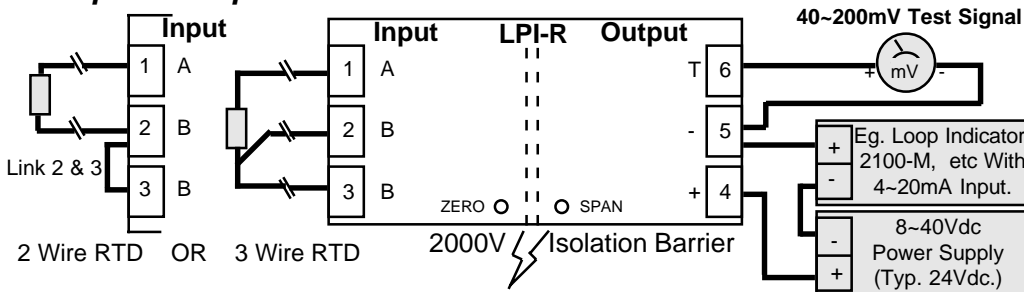 40~200mV Test Signal
Input
Input LPI-R Output
1 A
2 B
3 B
Link 2 & 3
1 A
2 B
3 B
T 6
- 5
+ 4
+ mV -
+
-
Eg. Loop Indicator
2100-M, etc With
4~20mA Input.
ZERO SPAN
2 Wire RTD OR 3 Wire RTD
2000V Isolation Barrier
-
+
8~40Vdc
Power Supply
(Typ. 24Vdc.)